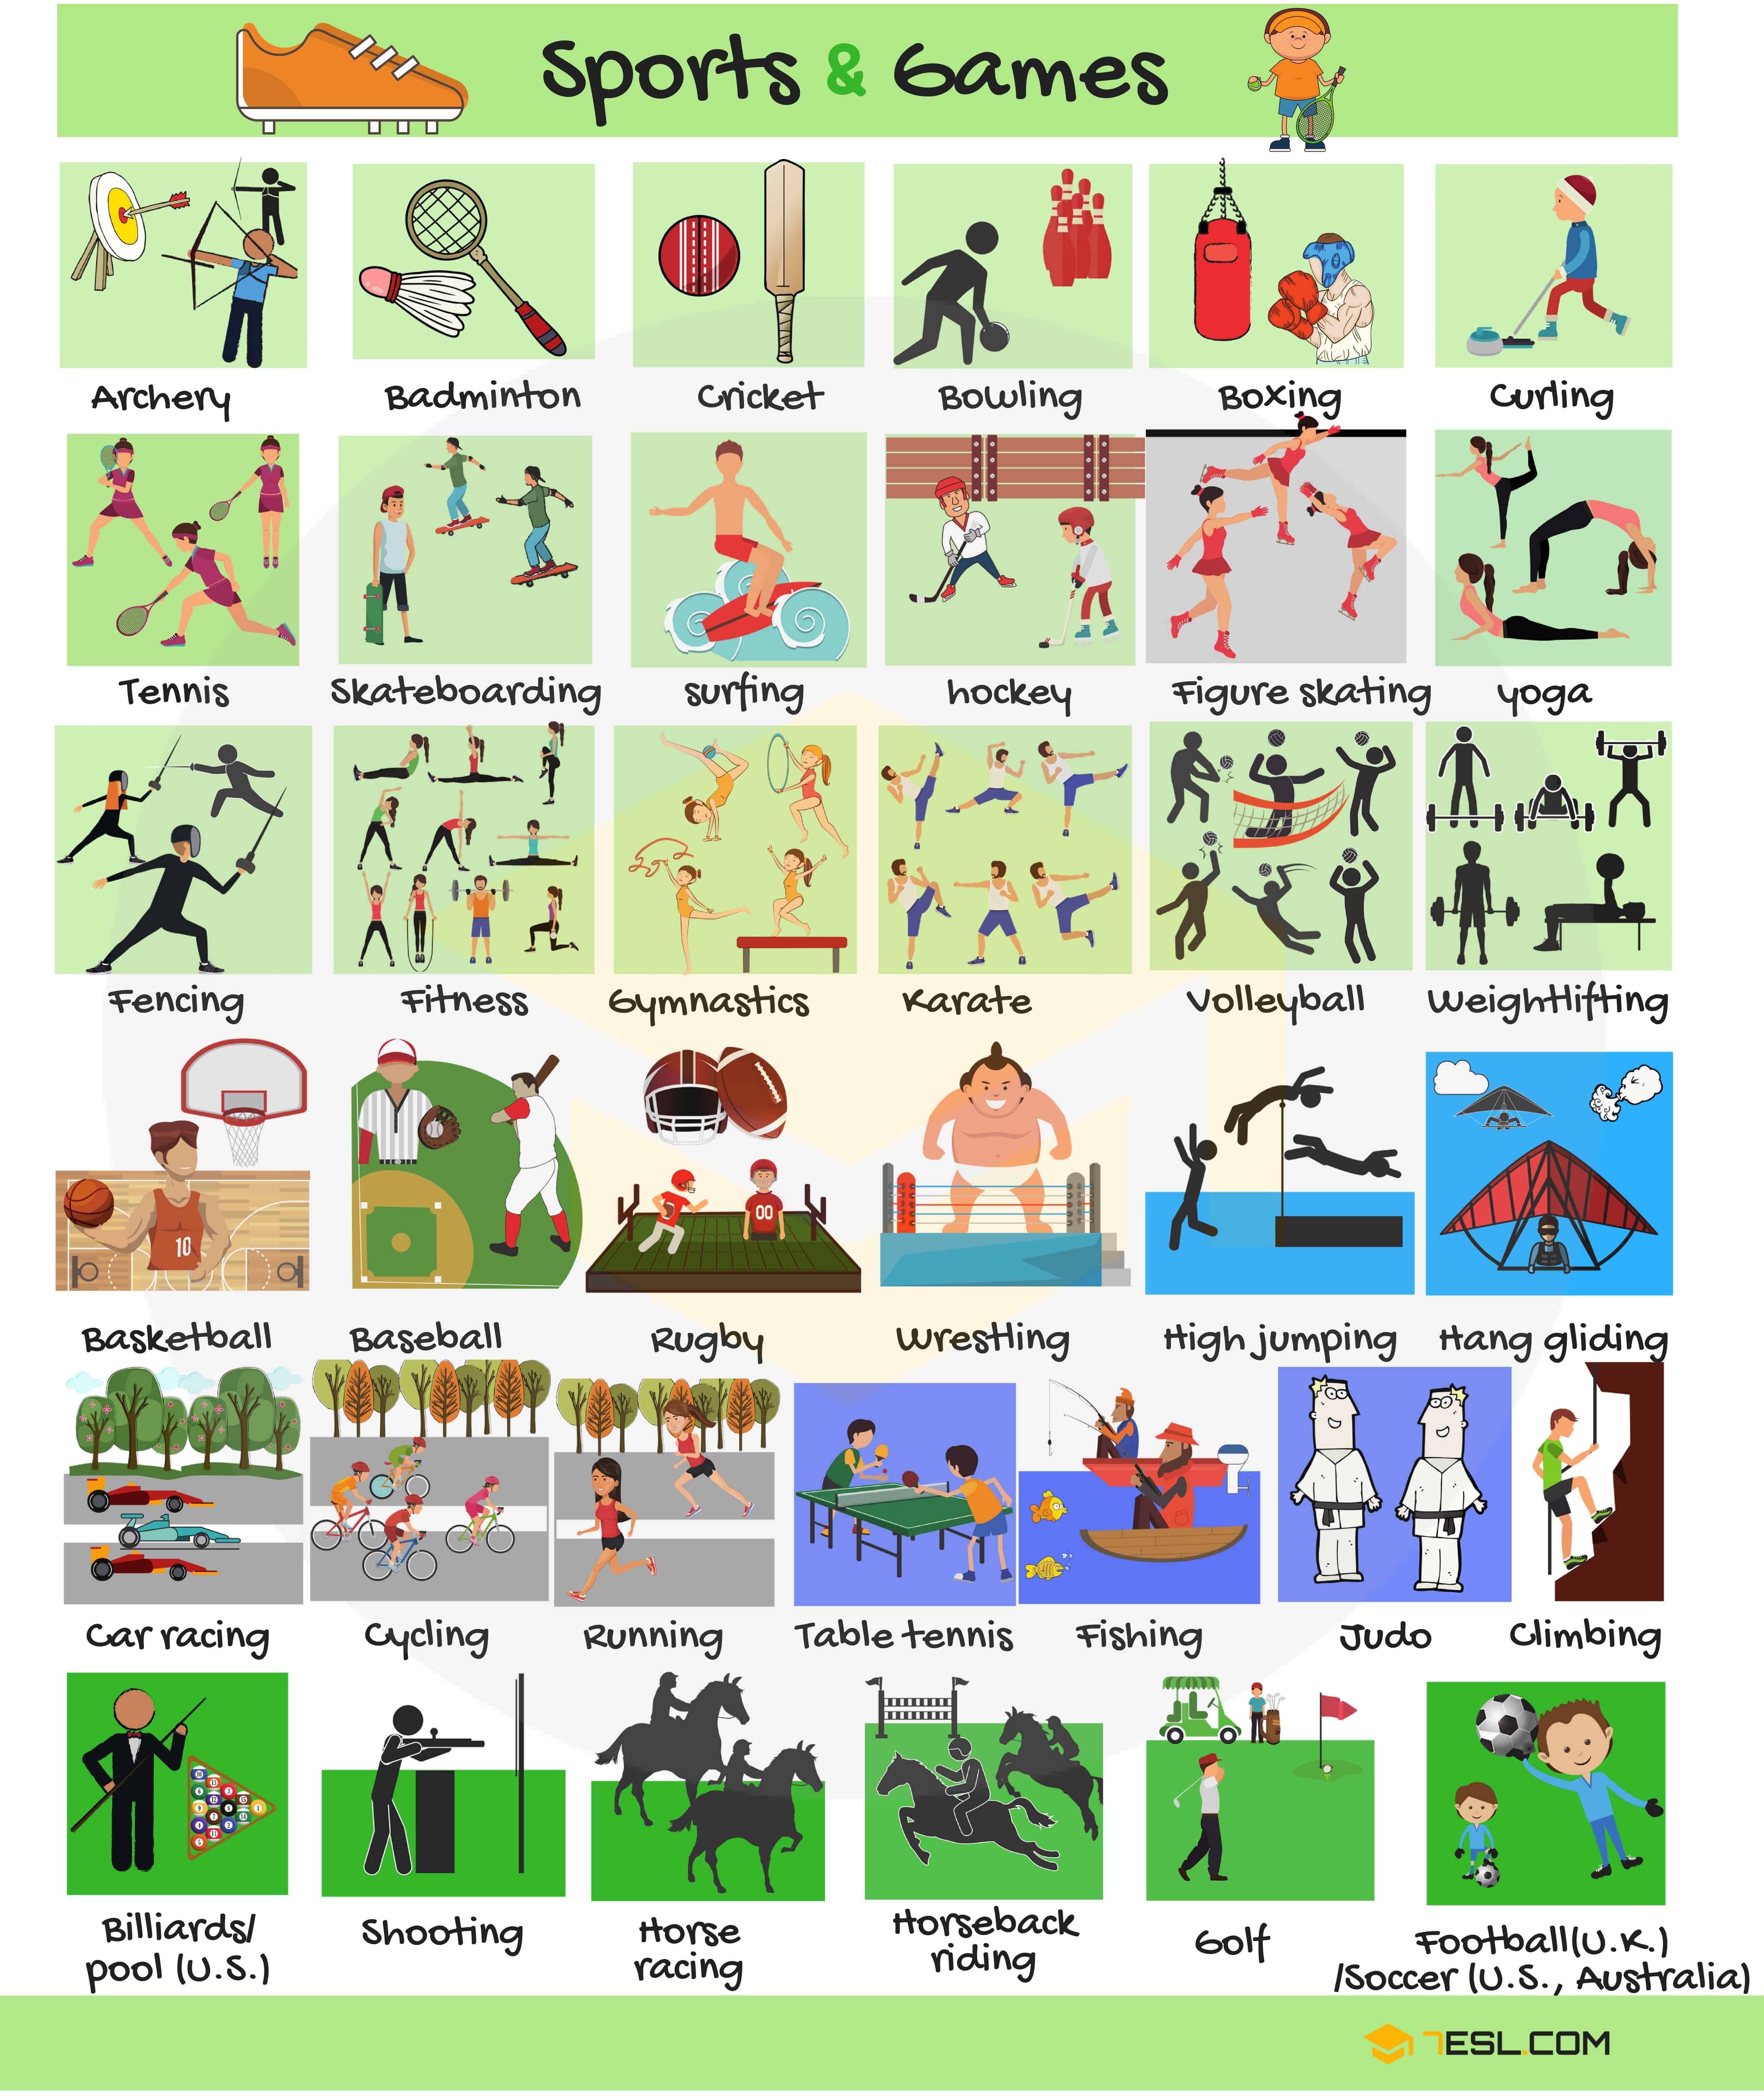 Sports & Games
Archery
Badminton
Cricket
Bowling
Boxing
Curling
Tennis
Skateboarding
surfing
hockey
Figure skating
yoga
Fencing
Fitness
Gymnastics
Karate
Volleyball
Weightlifting
10
00
Basketball
Baseball
Rugby
Wrestling
High jumping
Hang gliding
Car racing
Cycling
Running
Table tennis
Fishing
Judo
Climbing
Billiards/
pool (U.S.)
Shooting
Horse
racing
Horseback
riding
Golf
Football(U.K.)
/Soccer (U.S., Australia)
7ESL.COM